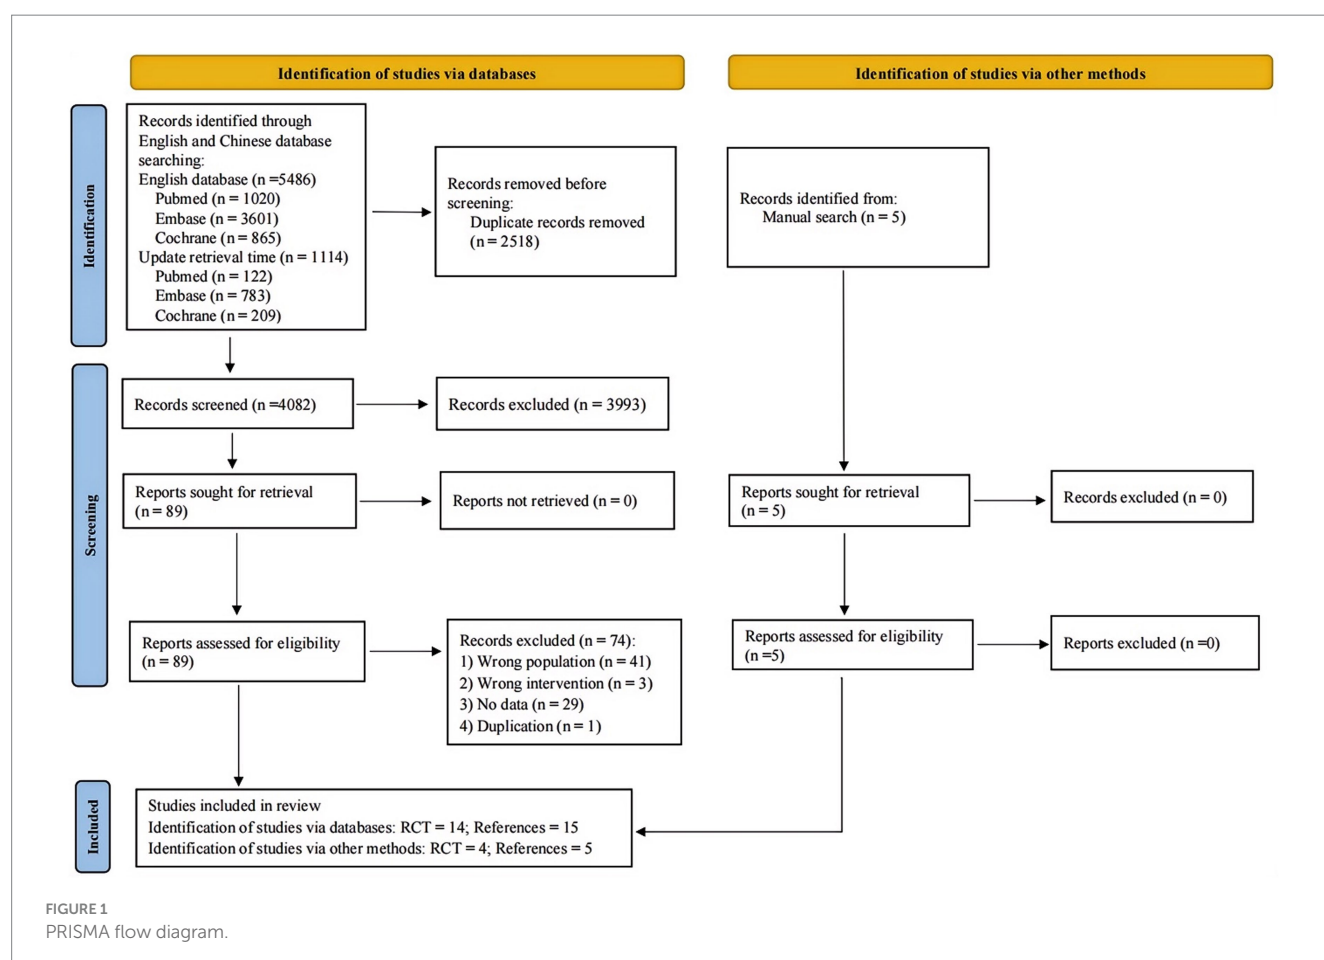 Identification of studies via databases
Identification of studies via other methods
Identification
Records identified through
English and Chinese database
searching:
English database (n =5486)
Pubmed (n = 1020)
Embase (n = 3601)
Cochrane (n = 865)
Update retrieval time (n = 1114)
Pubmed (n = 122)
Embase (n = 783)
Cochrane (n = 209)
Records removed before
screening:
Duplicate records removed
(n = 2518)
Records identified from:
Manual search (n = 5)
Screening
Records screened (n =4082)
Records excluded (n = 3993)
Reports sought for retrieval
(n = 89)
Reports not retrieved (n = 0)
Reports sought for retrieval
(n = 5)
Records excluded (n = 0)
Reports assessed for eligibility
(n = 89)
Records excluded (n = 74):
1) Wrong population (n = 41)
2) Wrong intervention (n = 3)
3) No data (n = 29)
4) Duplication (n = 1)
Reports assessed for eligibility
(n =5)
Reports excluded (n =0)
Included
Studies included in review
Identification of studies via databases: RCT = 14; References = 15
Identification of studies via other methods: RCT = 4; References = 5
FIGURE 1
PRISMA flow diagram.